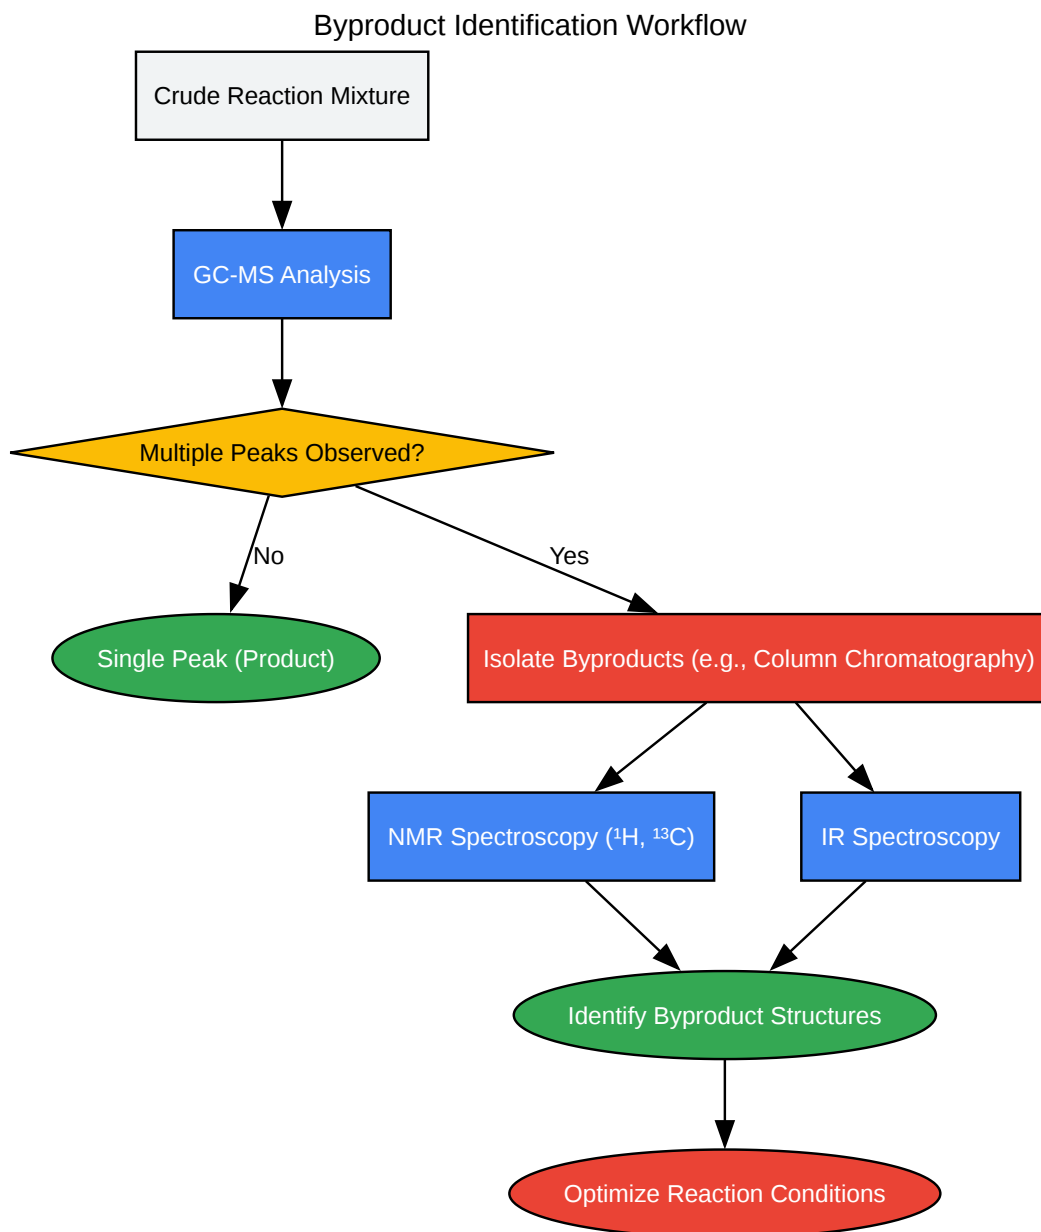 Byproduct Identification Workflow
Crude Reaction Mixture
GC-MS Analysis
Multiple Peaks Observed?
No
Yes
Single Peak (Product)
Isolate Byproducts (e.g., Column Chromatography)
NMR Spectroscopy (¹H, ¹³C)
IR Spectroscopy
Identify Byproduct Structures
Optimize Reaction Conditions